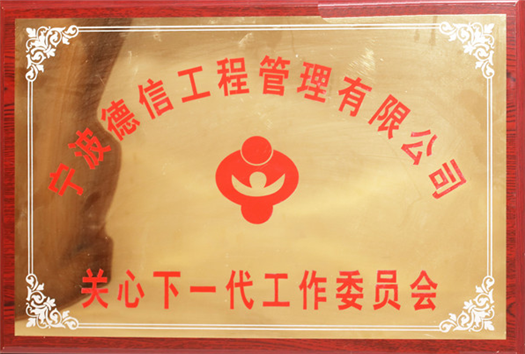 宁波德信工程管理有限公司
关心下一代工作委员会